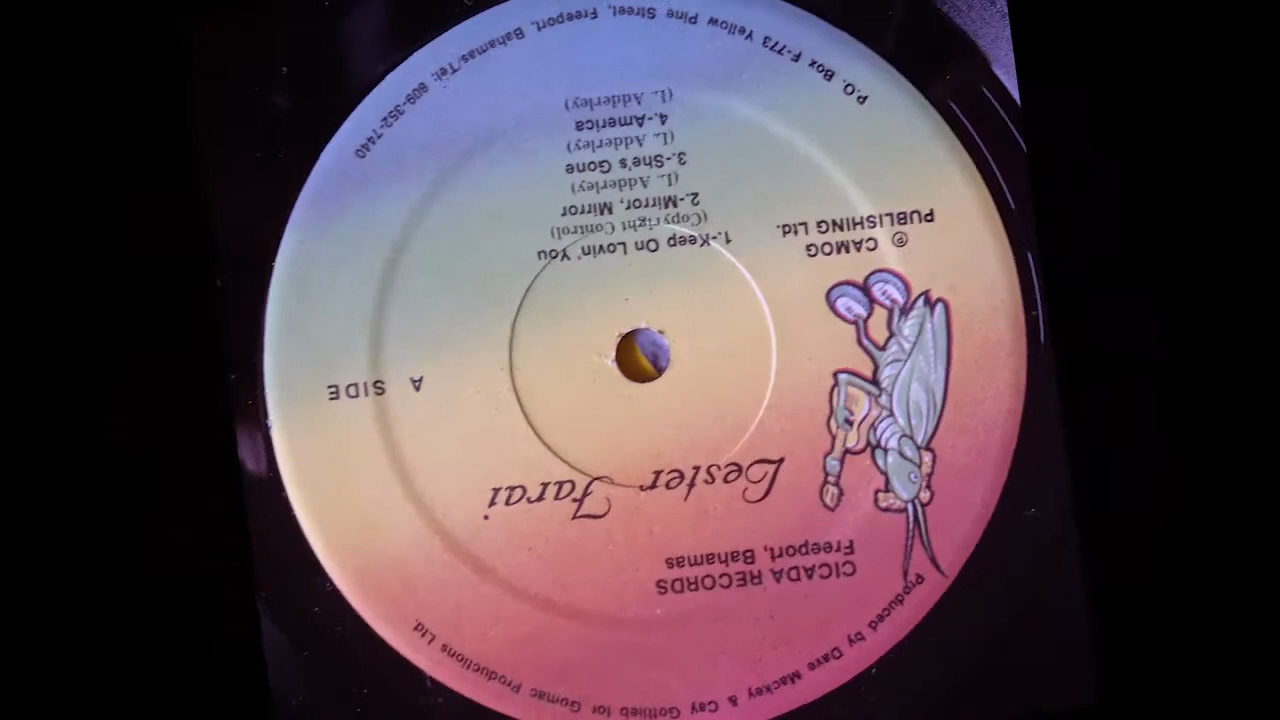 CICADA RECORDS
Freeport, Bahamas
Lester Farai
A SIDE
℗ CAMOG
PUBLISHING Ltd.
1.-Keep On Lovin' You
(Copyright Control)
2.-Mirror, Mirror
(L. Adderley)
3.-She's Gone
(L. Adderley)
4.-America
(L. Adderley)
Produced by Dave Mackey & Cay Gottlieb for Gomac Productions Ltd.
P.O. Box F-773 Yellow Pine Street, Freeport, Bahamas/Tel: 809-352-7440